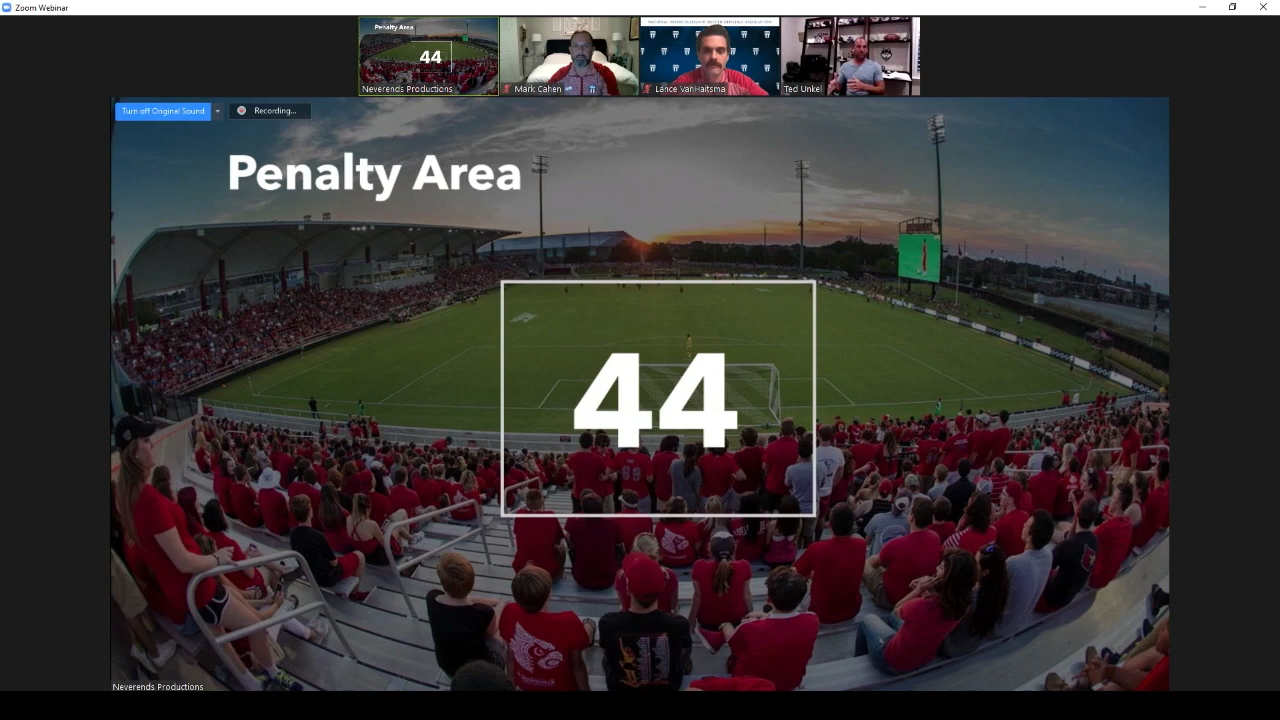 Zoom Webinar
Penalty Area
44
Neverends Productions
Mark Cahen
Lance VanHaitsma
Ted Unkel
Turn off Original Sound
Recording...
Penalty Area
44
Neverends Productions